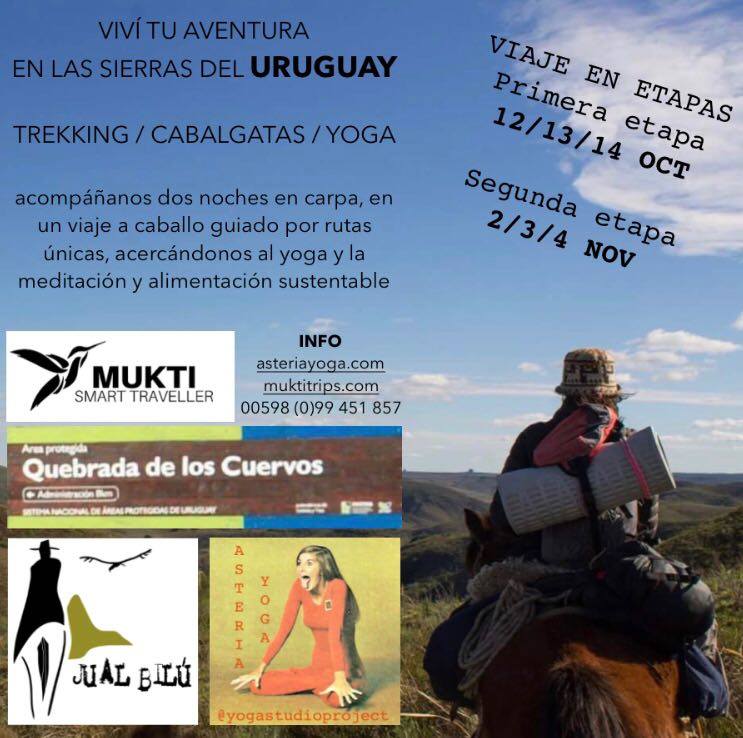 VIVÍ TU AVENTURA
EN LAS SIERRAS DEL URUGUAY
TREKKING / CABALGATAS / YOGA
acompáñanos dos noches en carpa, en
un viaje a caballo guiado por rutas
únicas, acercándonos al yoga y la
meditación y alimentación sustentable
VIAJE EN ETAPAS
Primera etapa
12/13/14 OCT
Segunda etapa
2/3/4 NOV
MUKTI
SMART TRAVELLER
INFO
asteriayoga.com
muktitrips.com
00598 (0)99 451 857
Area protegida
Quebrada de los Cuervos
Administración 8km
SISTEMA NACIONAL DE ÁREAS PROTEGIDAS DE URUGUAY
JUAL BILÚ
ASTERIA
YOGA
@yogastudioproject